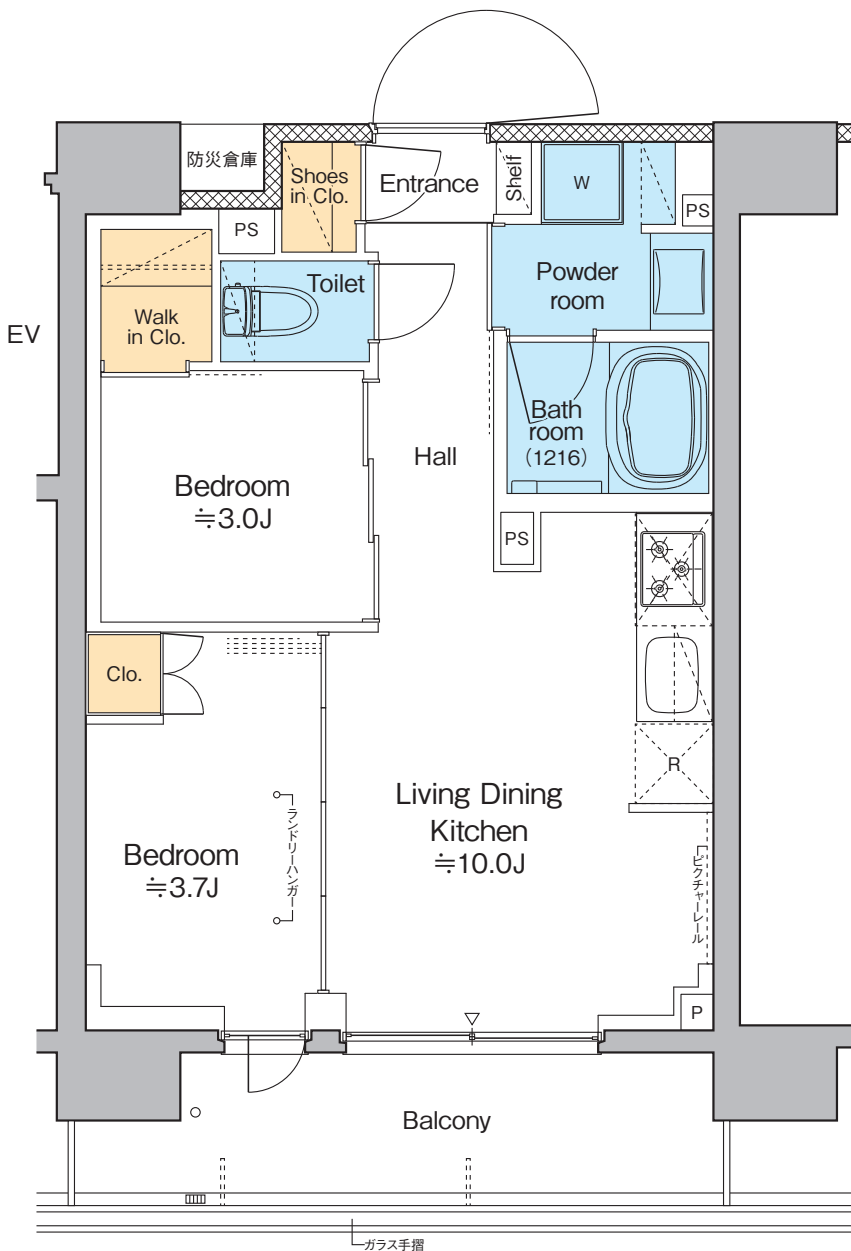 防災倉庫
Shoes
in Clo.
Entrance
Shelf
W
PS
PS
Toilet
Powder
room
EV
Walk
in Clo.
Bath
room
(1216)
Hall
Bedroom
≒3.0J
PS
Clo.
R
Living Dining
Kitchen
≒10.0J
ランドリーハンガー
Bedroom
≒3.7J
ピクチャーレール
P
Balcony
ガラス手摺